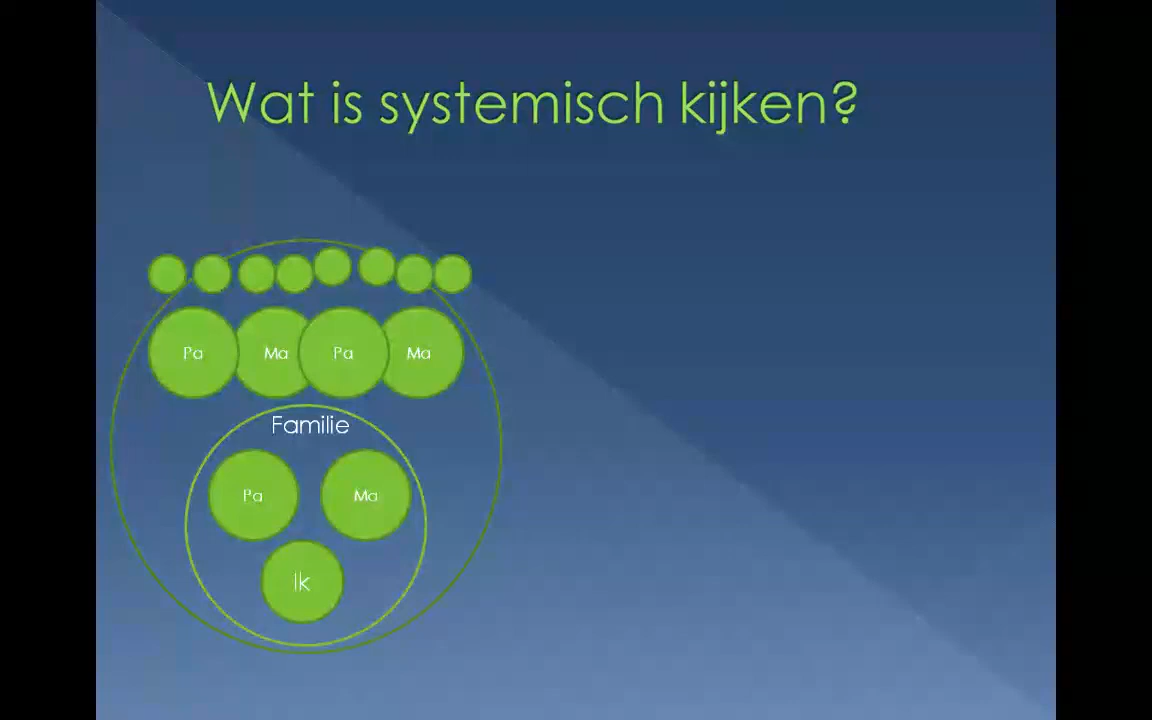 Wat is systemisch kijken?
Pa Ma Pa Ma
Familie
Pa Ma
Ik